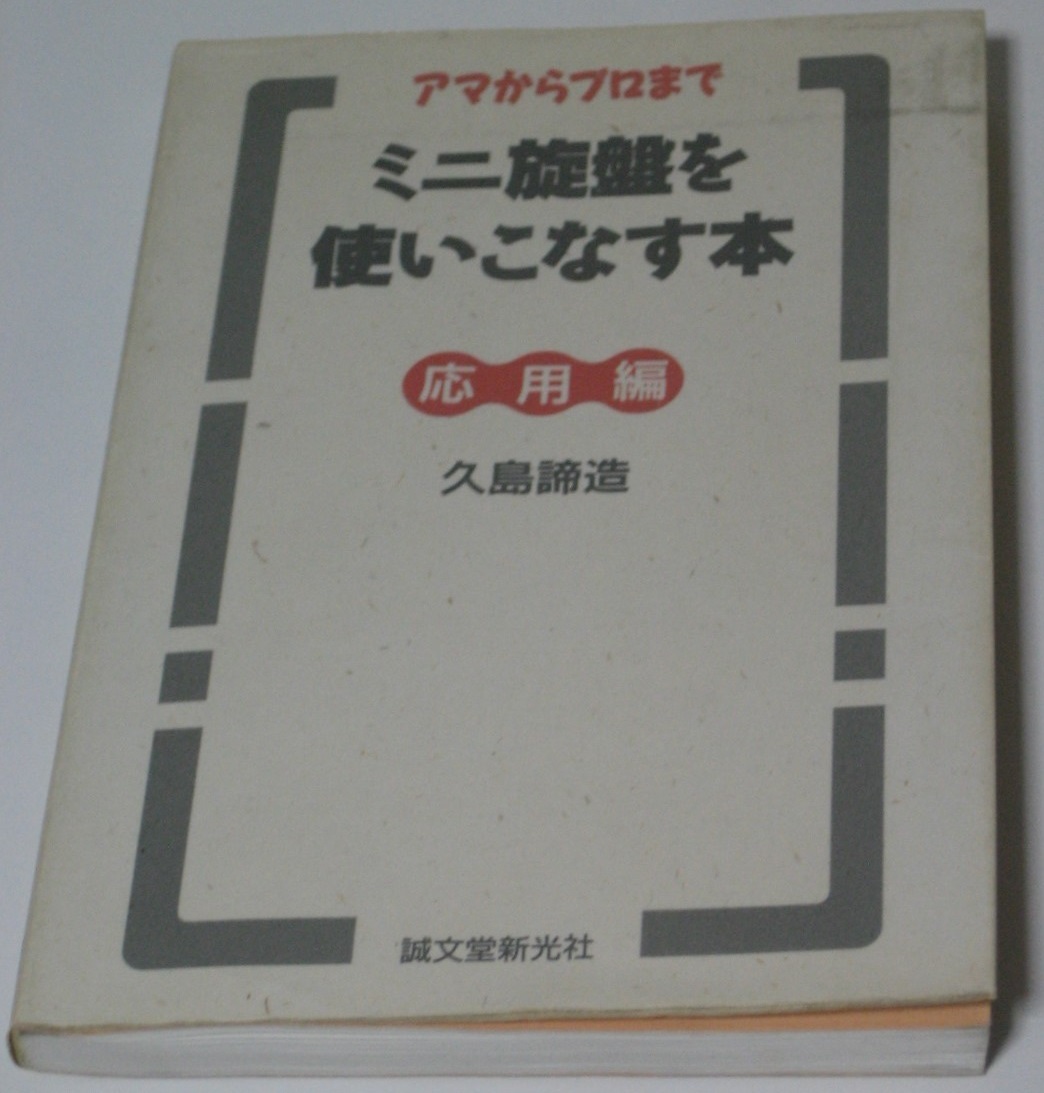 アマからプロまで
ミニ旋盤を
使いこなす本
応用編
久島諦造
誠文堂新光社